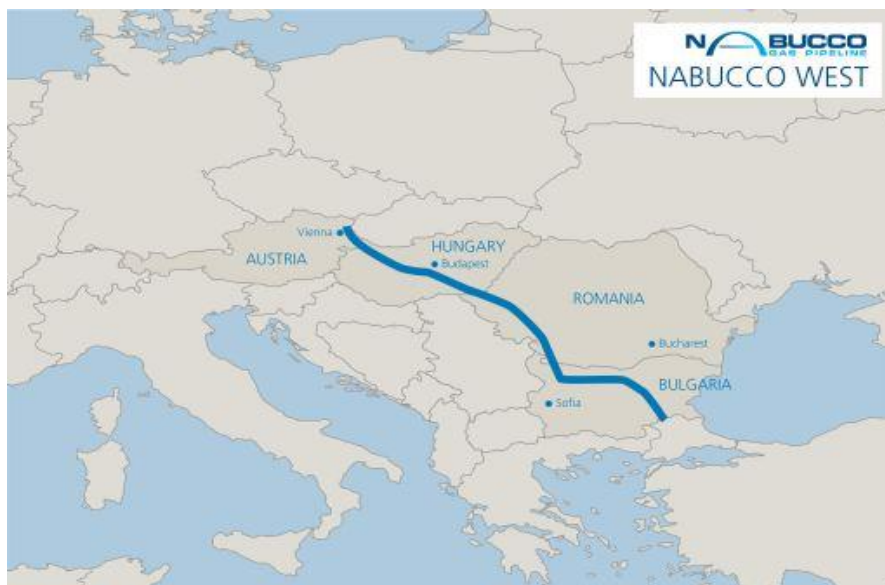 NABUCCO
GAS PIPELINE
NABUCCO WEST
Vienna
AUSTRIA
HUNGARY
Budapest
ROMANIA
Bucharest
BULGARIA
Sofia